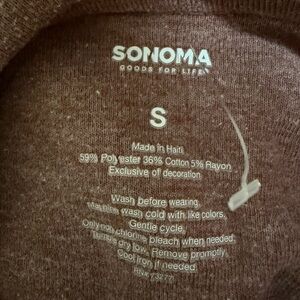 SONOMA
GOODS FOR LIFE
S
Made in Haiti
59% Polyester 36% Cotton 5% Rayon
Exclusive of decoration
Wash before wearing.
Machine wash cold with like colors,
Gentle cycle,
Only non chlorine bleach when needed,
Tumble dry low, Remove promptly,
Cool iron if needed.